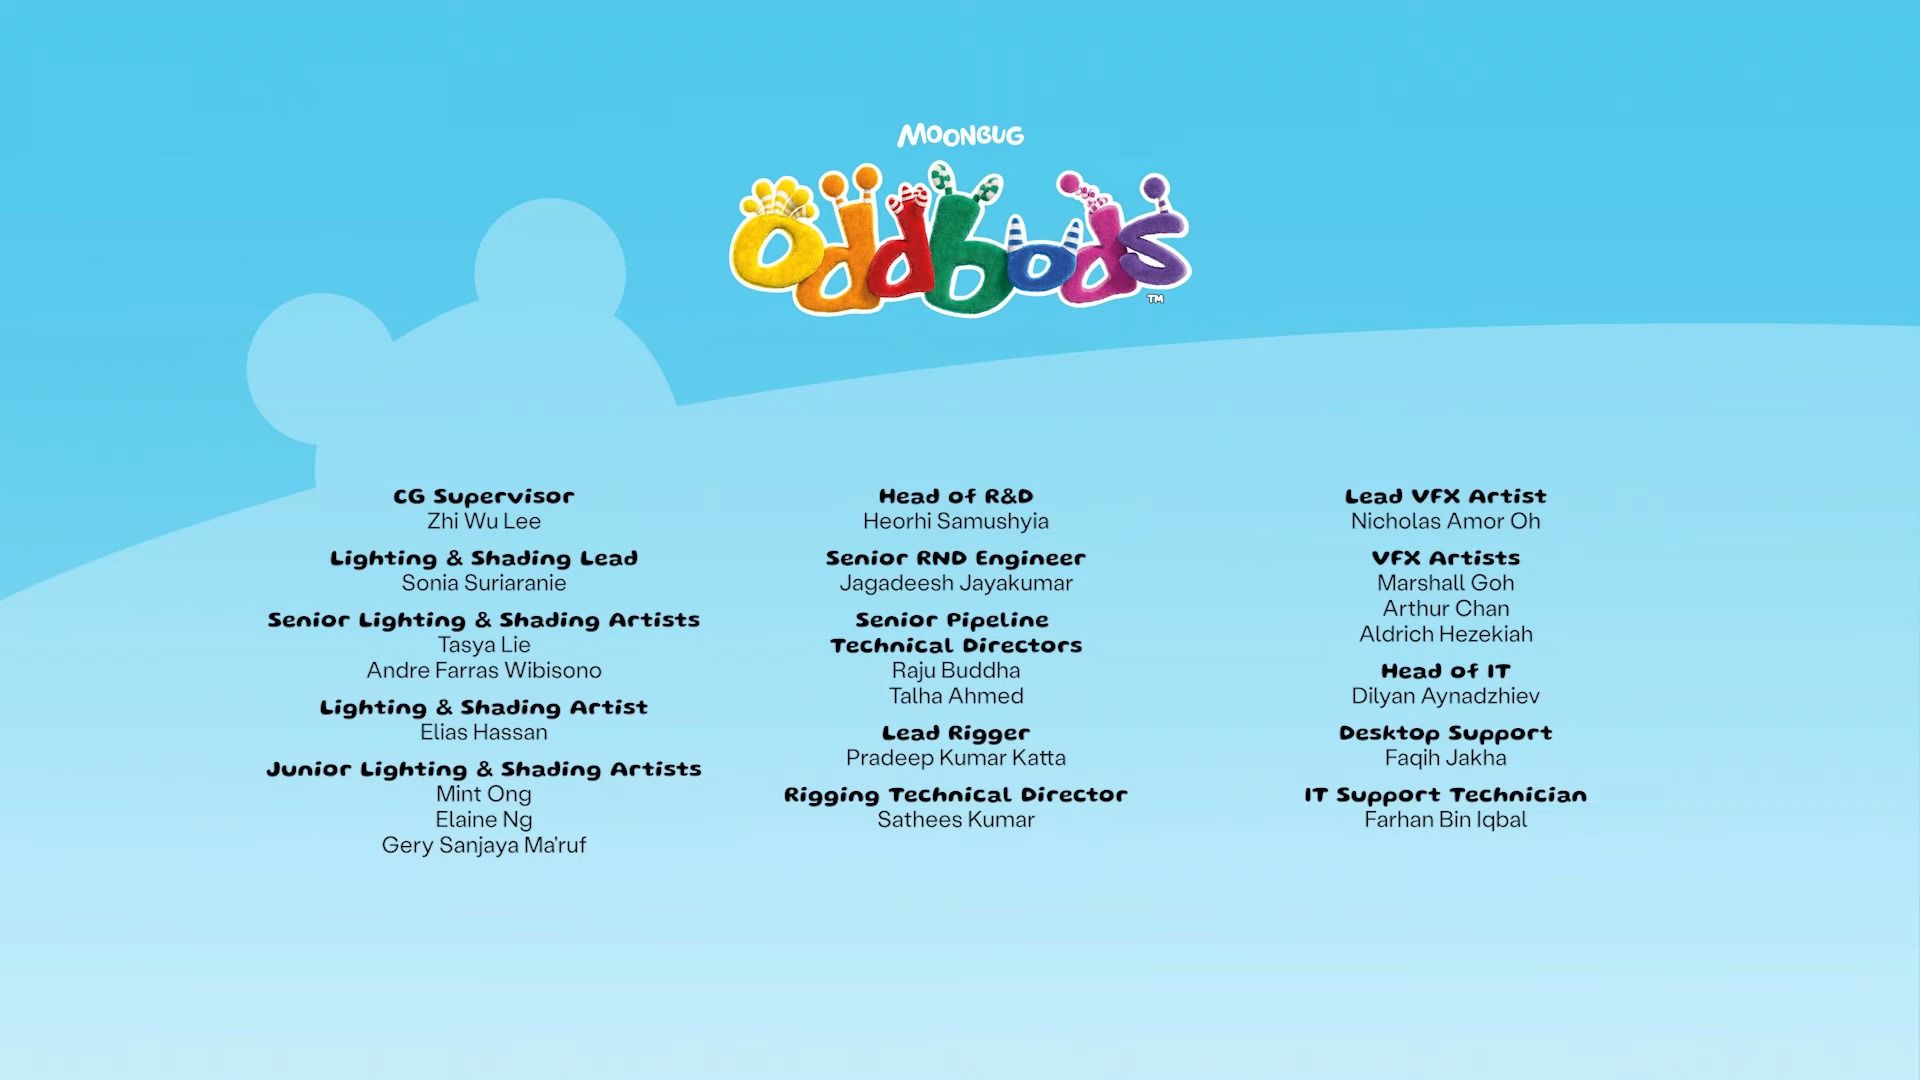 MOONBUG
oddbods
TM
CG Supervisor
Zhi Wu Lee
Lighting & Shading Lead
Sonia Suriaranie
Senior Lighting & Shading Artists
Tasya Lie
Andre Farras Wibisono
Lighting & Shading Artist
Elias Hassan
Junior Lighting & Shading Artists
Mint Ong
Elaine Ng
Gery Sanjaya Ma'ruf
Head of R&D
Heorhi Samushyia
Senior RND Engineer
Jagadeesh Jayakumar
Senior Pipeline
Technical Directors
Raju Buddha
Talha Ahmed
Lead Rigger
Pradeep Kumar Katta
Rigging Technical Director
Sathees Kumar
Lead VFX Artist
Nicholas Amor Oh
VFX Artists
Marshall Goh
Arthur Chan
Aldrich Hezekiah
Head of IT
Dilyan Aynadzhiev
Desktop Support
Faqih Jakha
IT Support Technician
Farhan Bin Iqbal